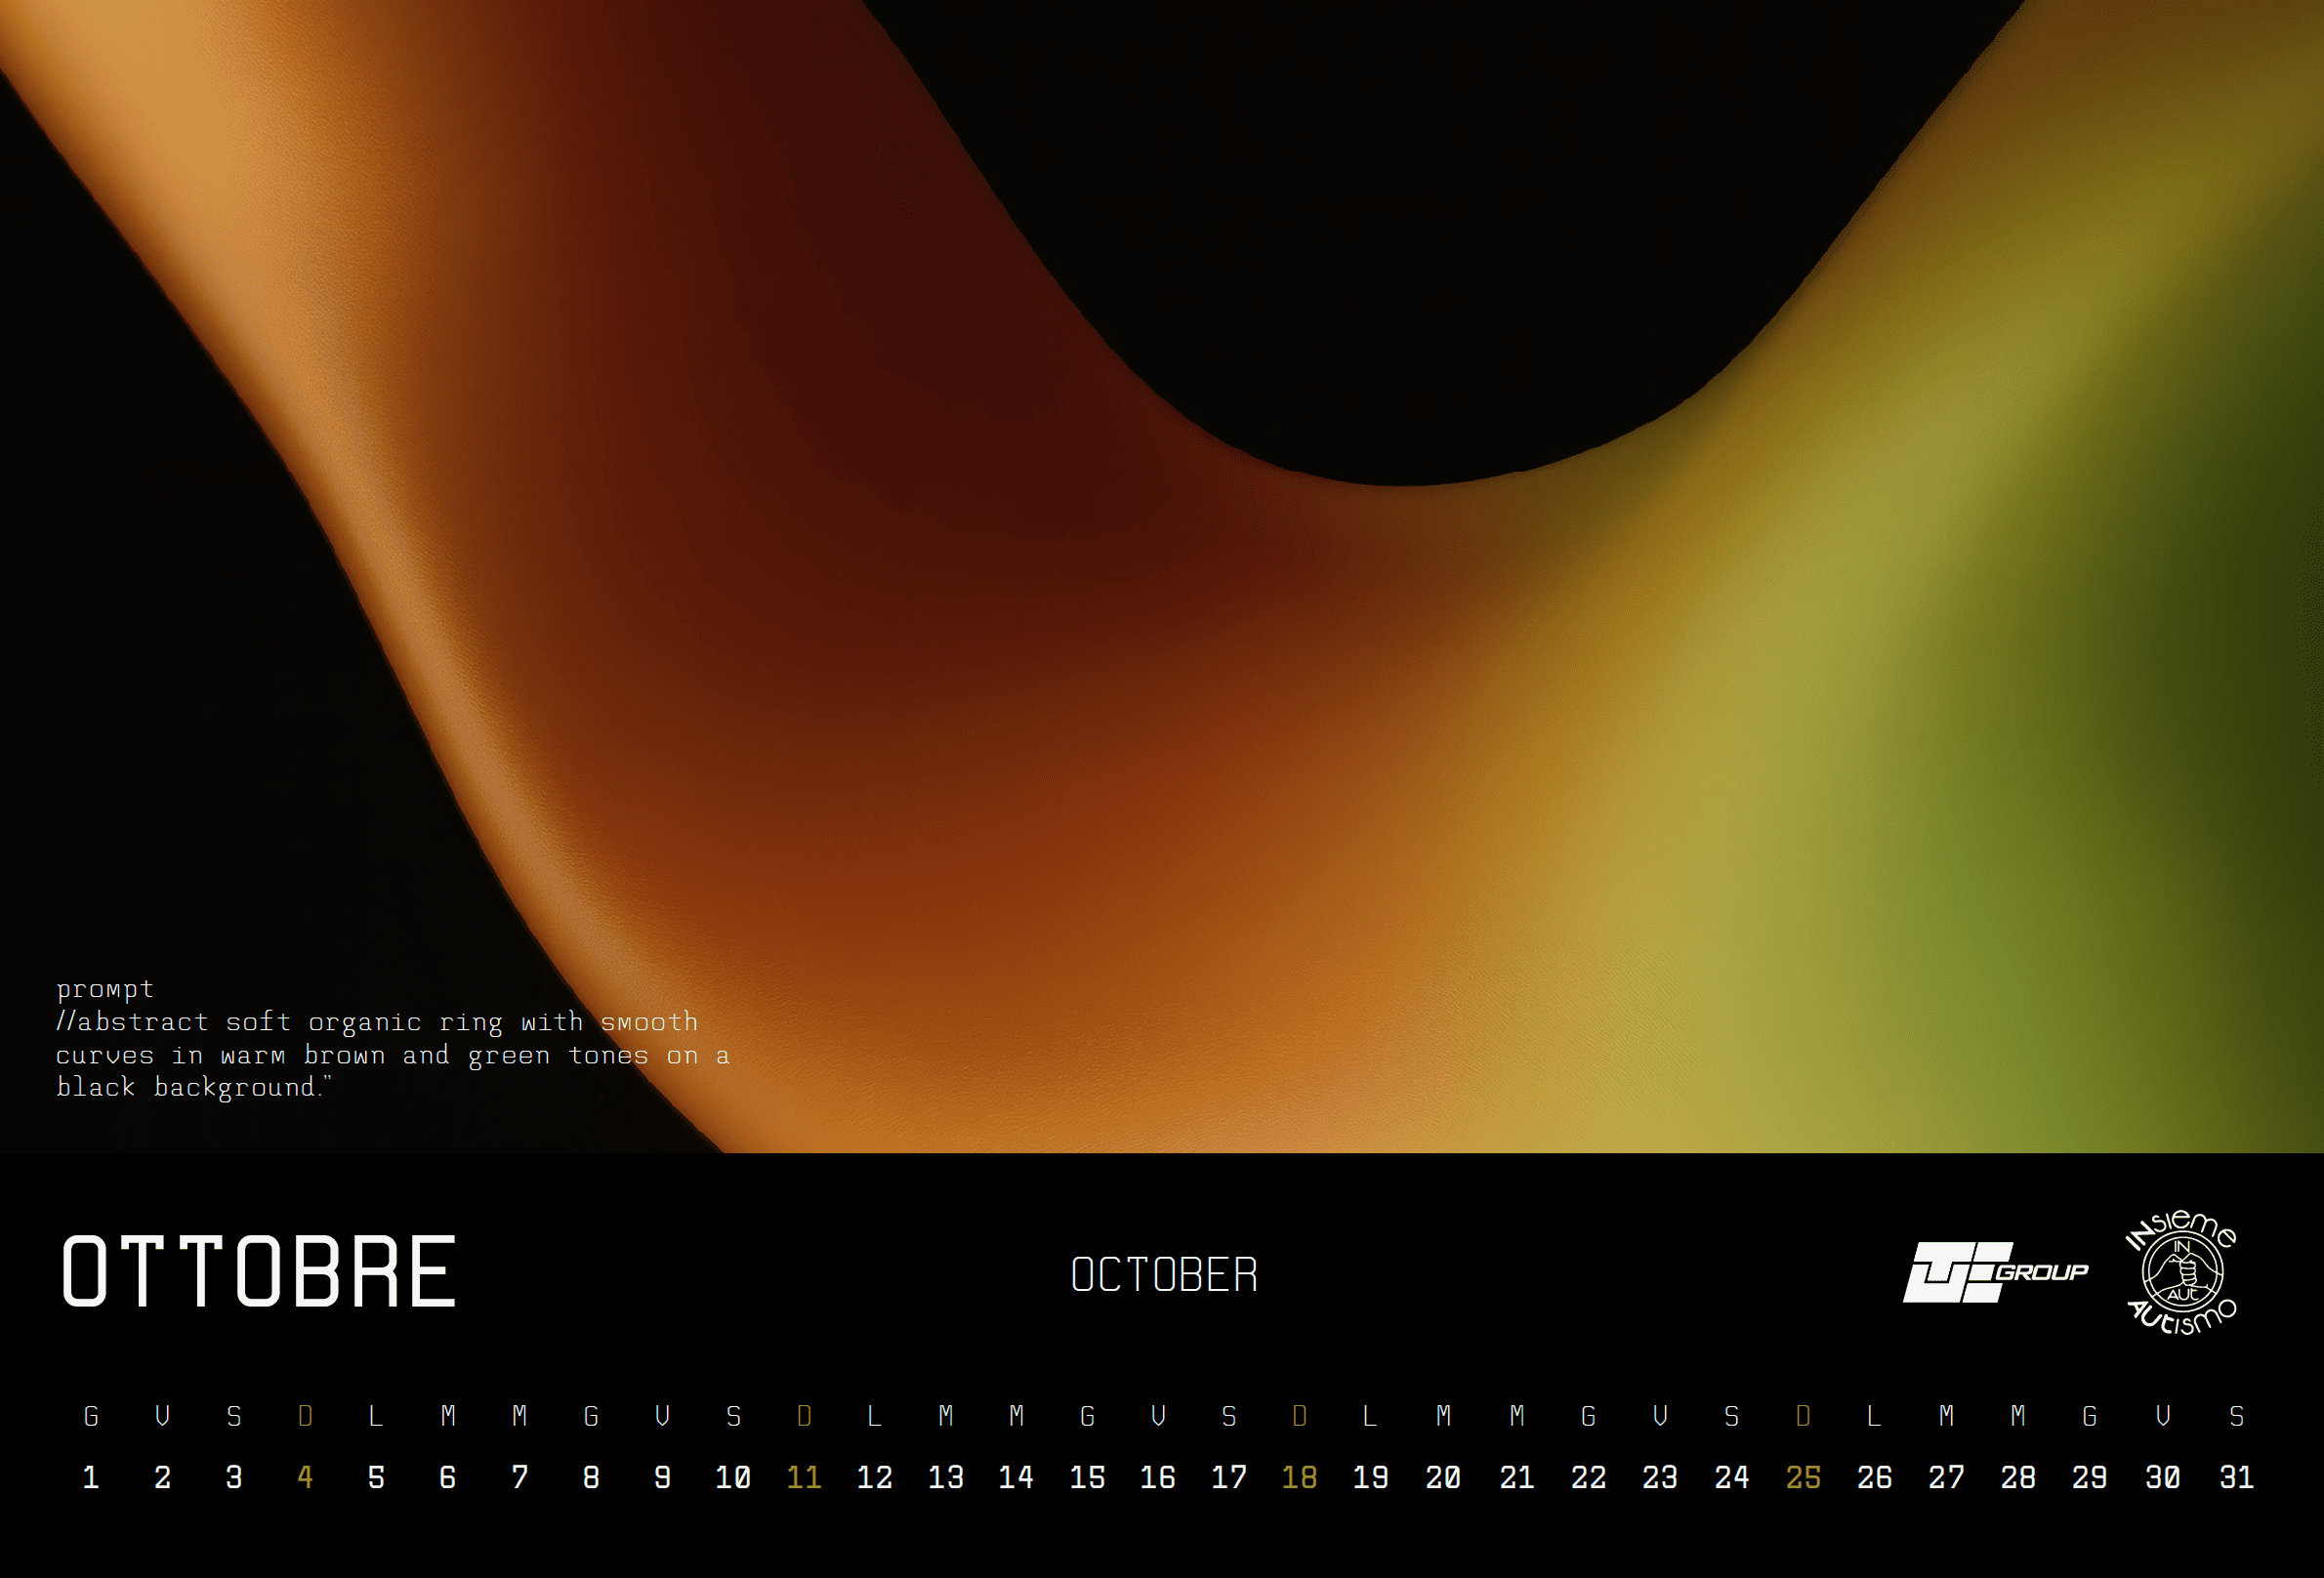 prompt
//abstract soft organic ring with smooth
curves in warm brown and green tones on a
black background.”
OTTOBRE
OCTOBER
GROUP
INsieme
IN
AUt
AUtismo
G V S D L M M G V S D L M M G V S D L M M G V S D L M M G V S
1 2 3 4 5 6 7 8 9 10 11 12 13 14 15 16 17 18 19 20 21 22 23 24 25 26 27 28 29 30 31